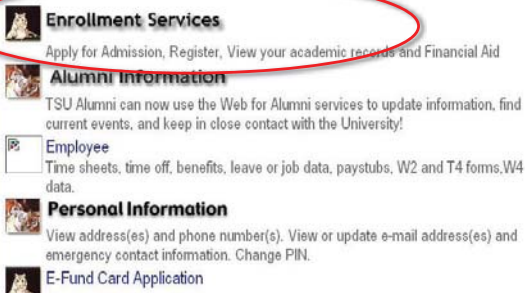 Enrollment Services
Apply for Admission, Register, View your academic records and Financial Aid
Alumni Information
TSU Alumni can now use the Web for Alumni services to update information, find
current events, and keep in close contact with the University!
Employee
Time sheets, time off, benefits, leave or job data, paystubs, W2 and T4 forms,W4
data.
Personal Information
View address(es) and phone number(s). View or update e-mail address(es) and
emergency contact information. Change PIN.
E-Fund Card Application